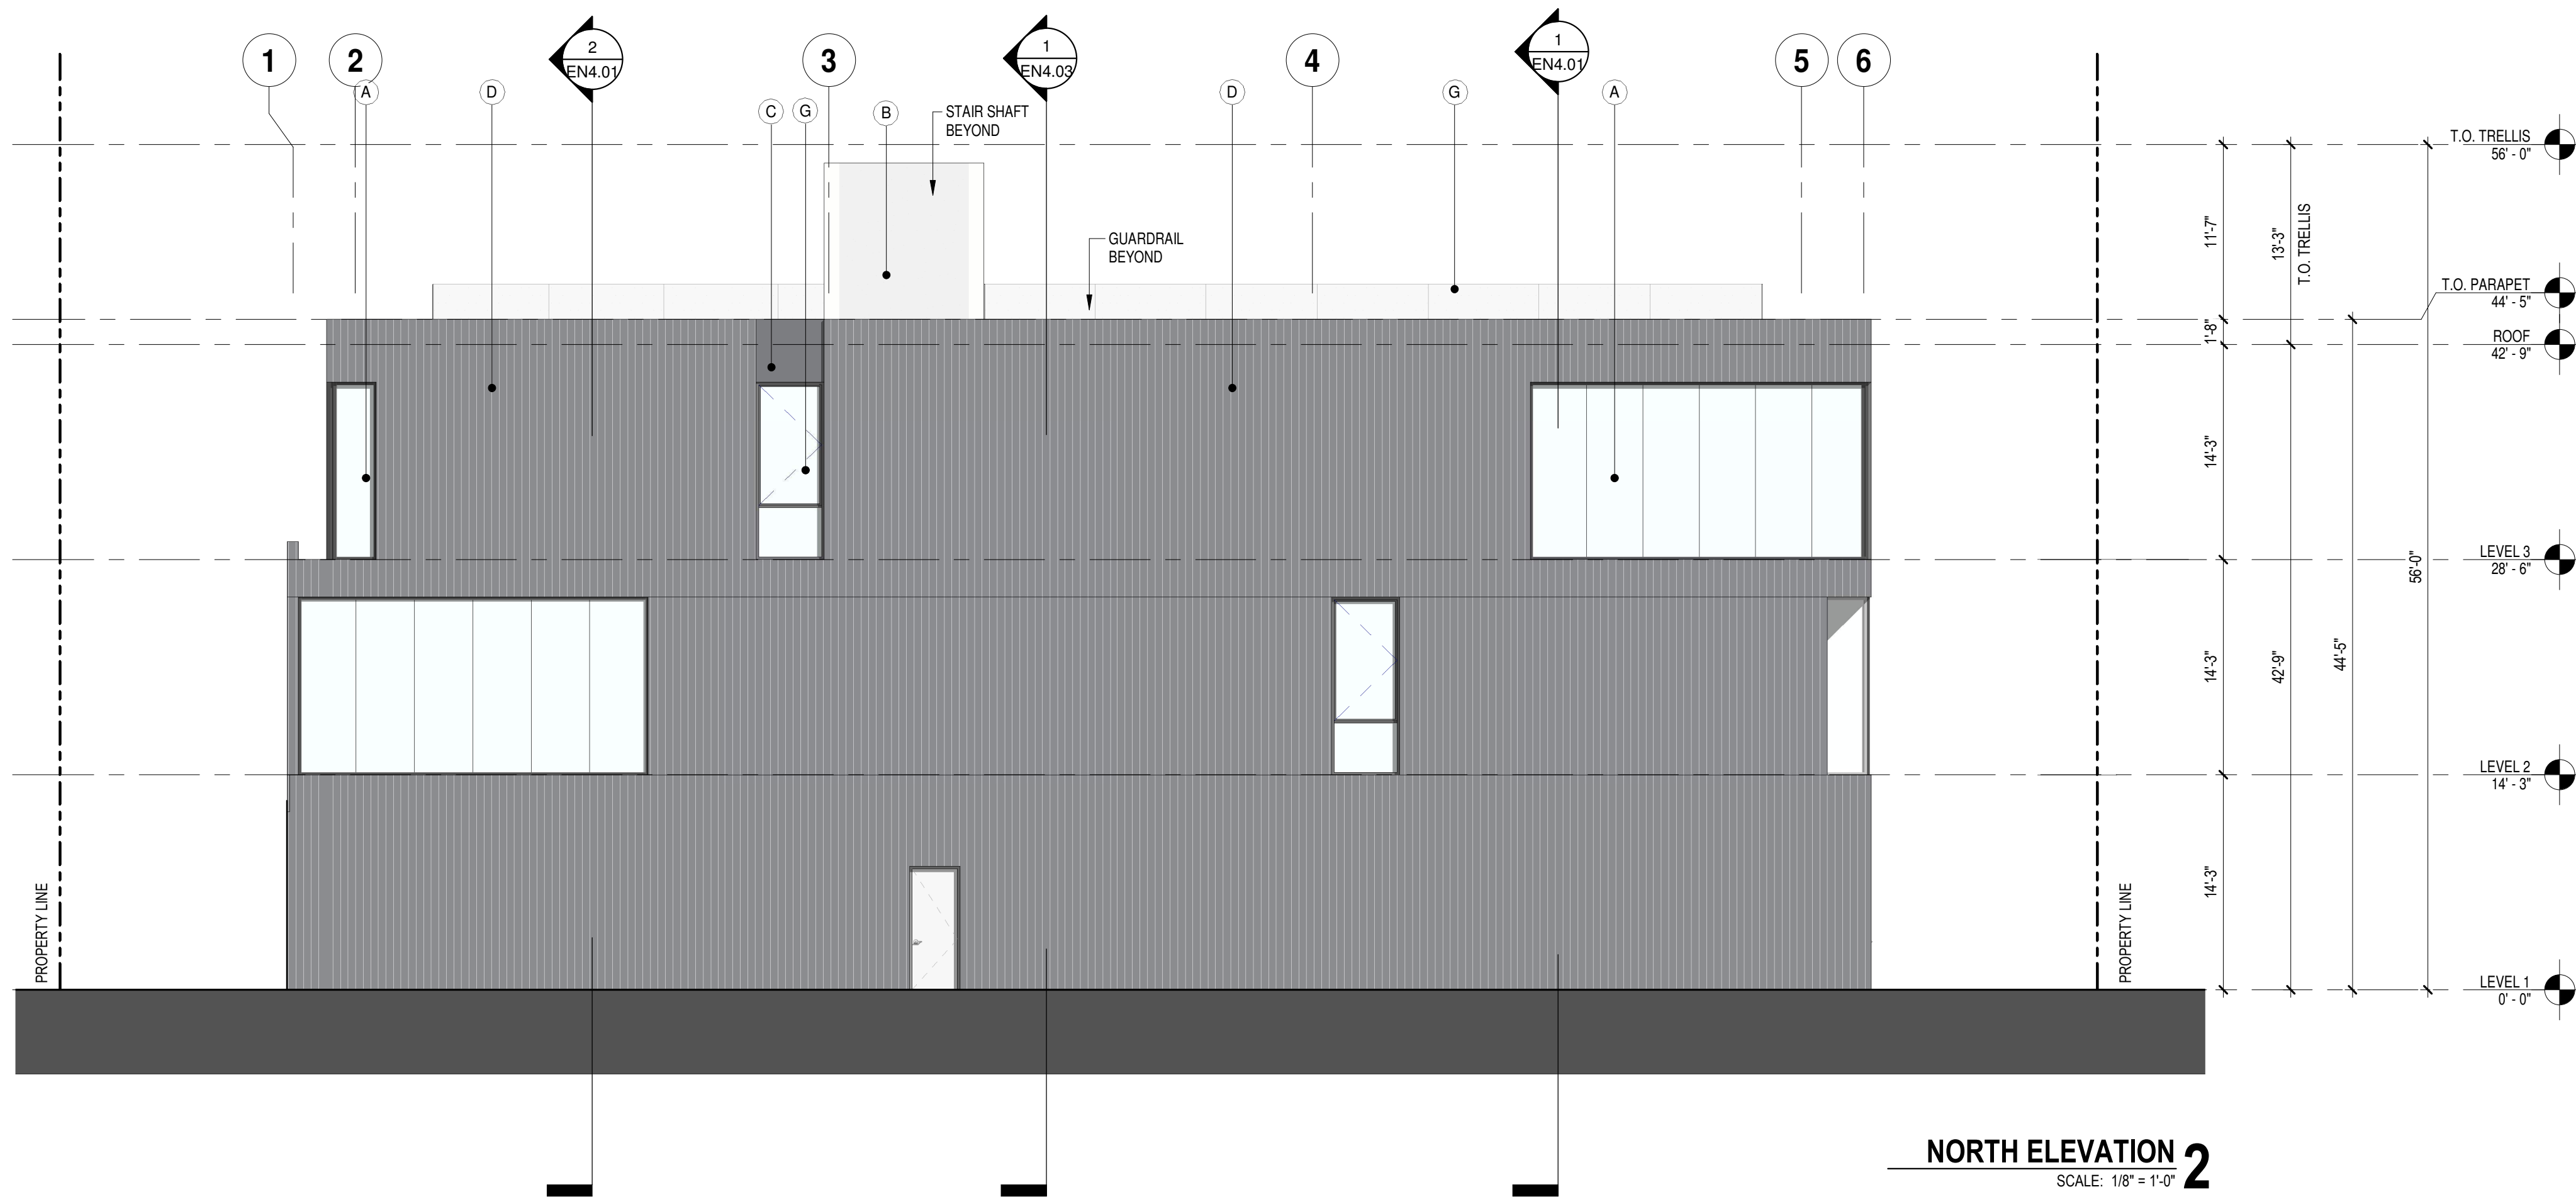 1
2
2
EN4.01
3
1
EN4.03
4
1
EN4.01
5
6
A
D
C
G
B
D
G
A
STAIR SHAFT
BEYOND
GUARDRAIL
BEYOND
T.O. TRELLIS
56' - 0"
T.O. PARAPET
44' - 5"
ROOF
42' - 9"
LEVEL 3
28' - 6"
LEVEL 2
14' - 3"
LEVEL 1
0' - 0"
11'-7"
1'-8"
14'-3"
14'-3"
14'-3"
13'-3"
T.O. TRELLIS
42'-9"
44'-5"
56'-0"
PROPERTY LINE
PROPERTY LINE
NORTH ELEVATION 2
SCALE: 1/8" = 1'-0"